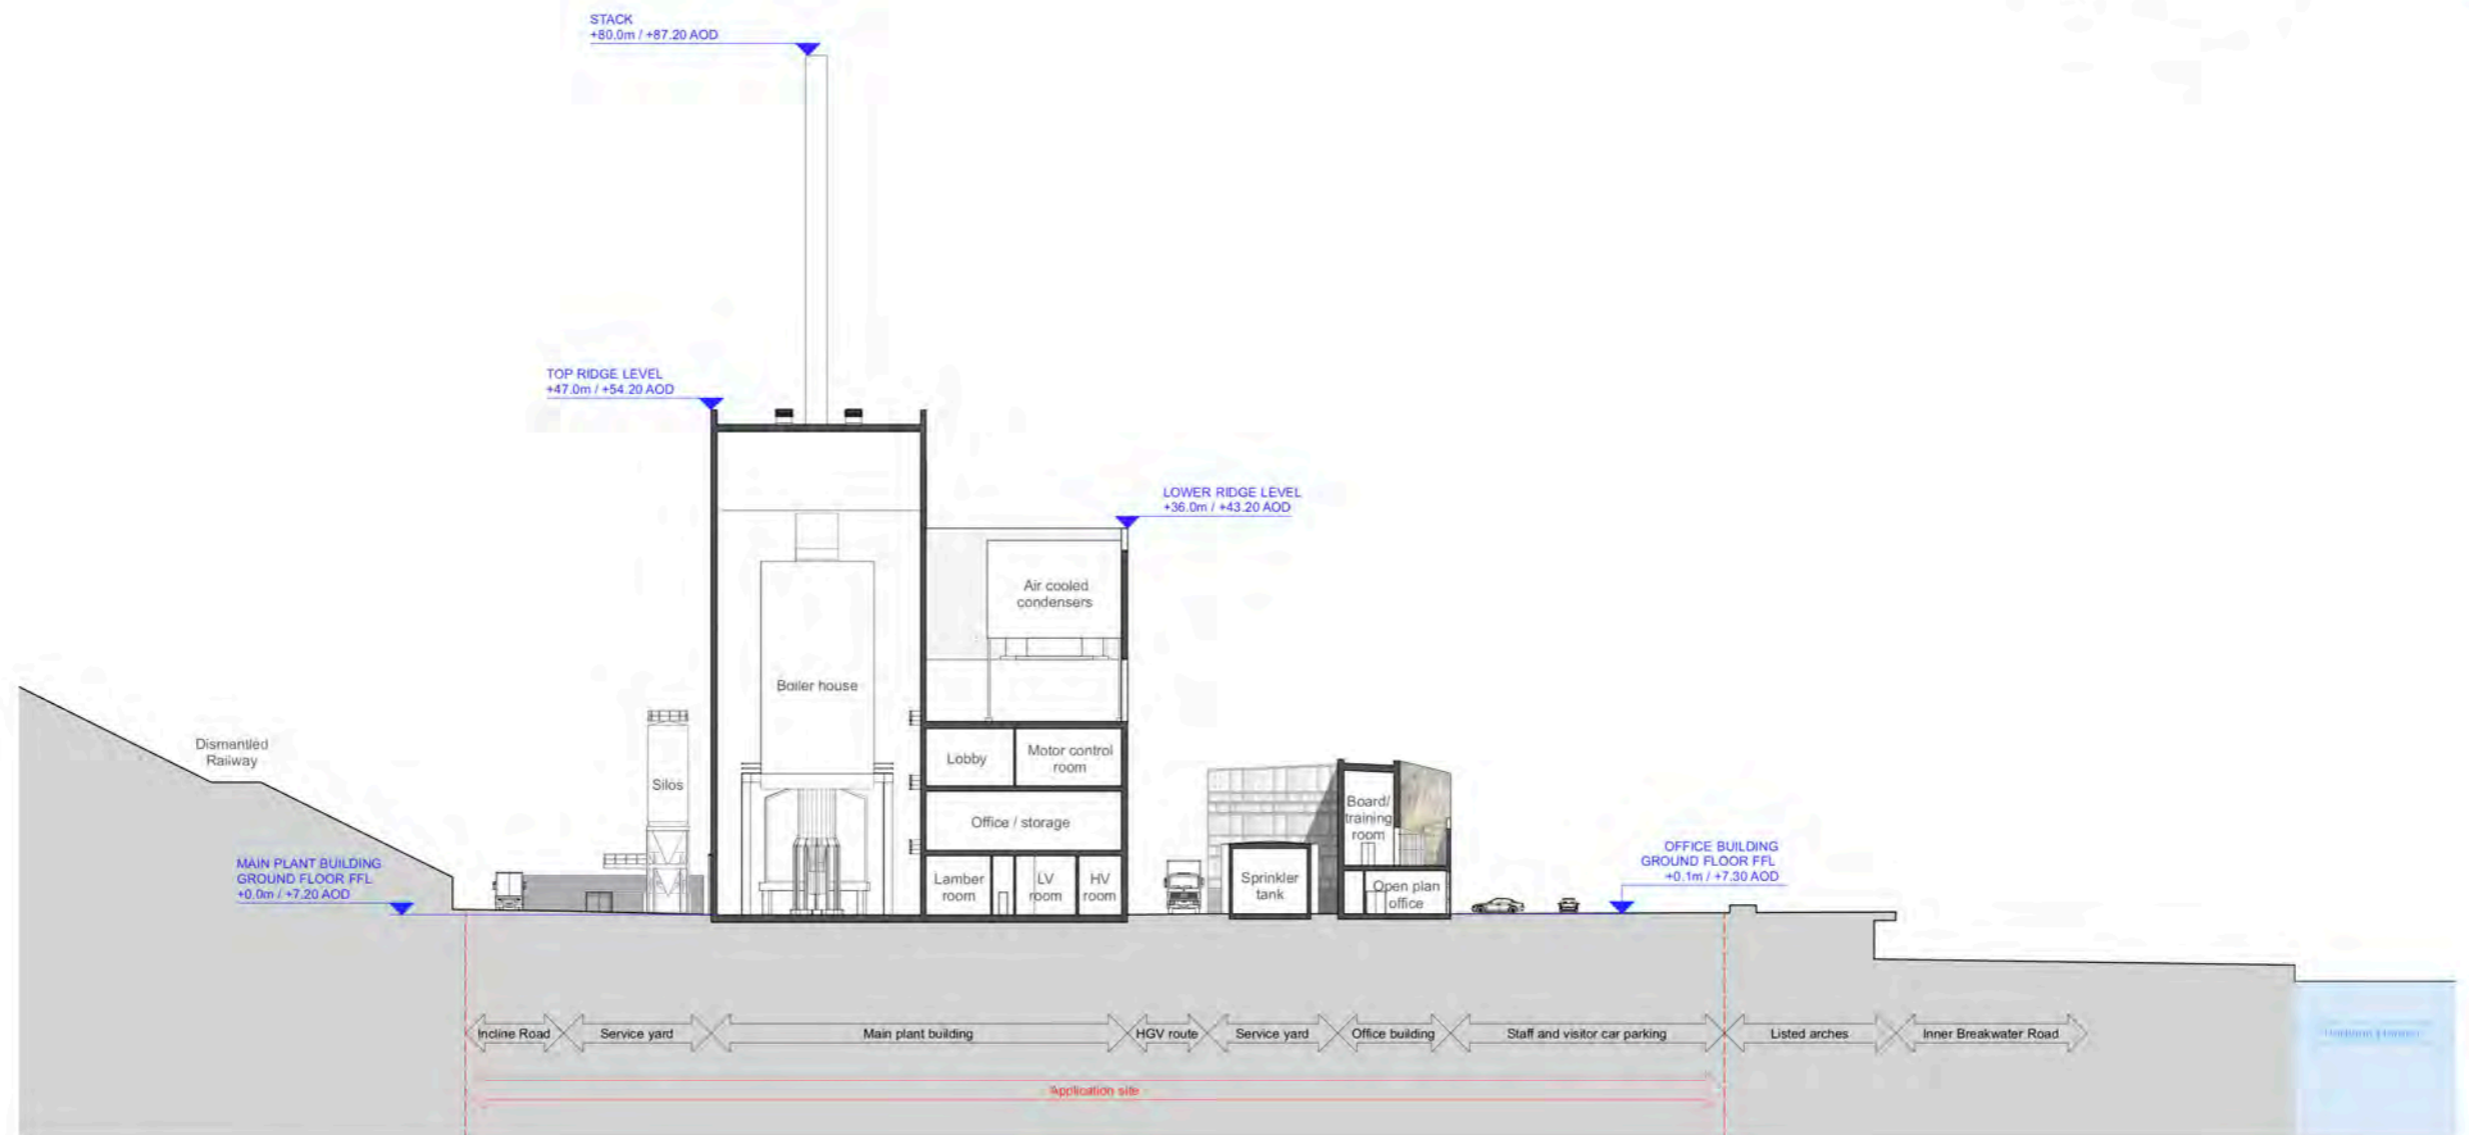 STACK
+80.0m / +87.20 AOD
TOP RIDGE LEVEL
+47.0m / +54.20 AOD
LOWER RIDGE LEVEL
+36.0m / +43.20 AOD
Air cooled
condensers
Boiler house
Dismantled
Railway
Silos
Lobby
Motor control
room
Office / storage
Lamber
room
LV
room
HV
room
Board/
training
room
Sprinkler
tank
Open plan
office
MAIN PLANT BUILDING
GROUND FLOOR FFL
+0.0m / +7.20 AOD
OFFICE BUILDING
GROUND FLOOR FFL
+0.1m / +7.30 AOD
Incline Road
Service yard
Main plant building
HGV route
Service yard
Office building
Staff and visitor car parking
Listed arches
Inner Breakwater Road
Application site